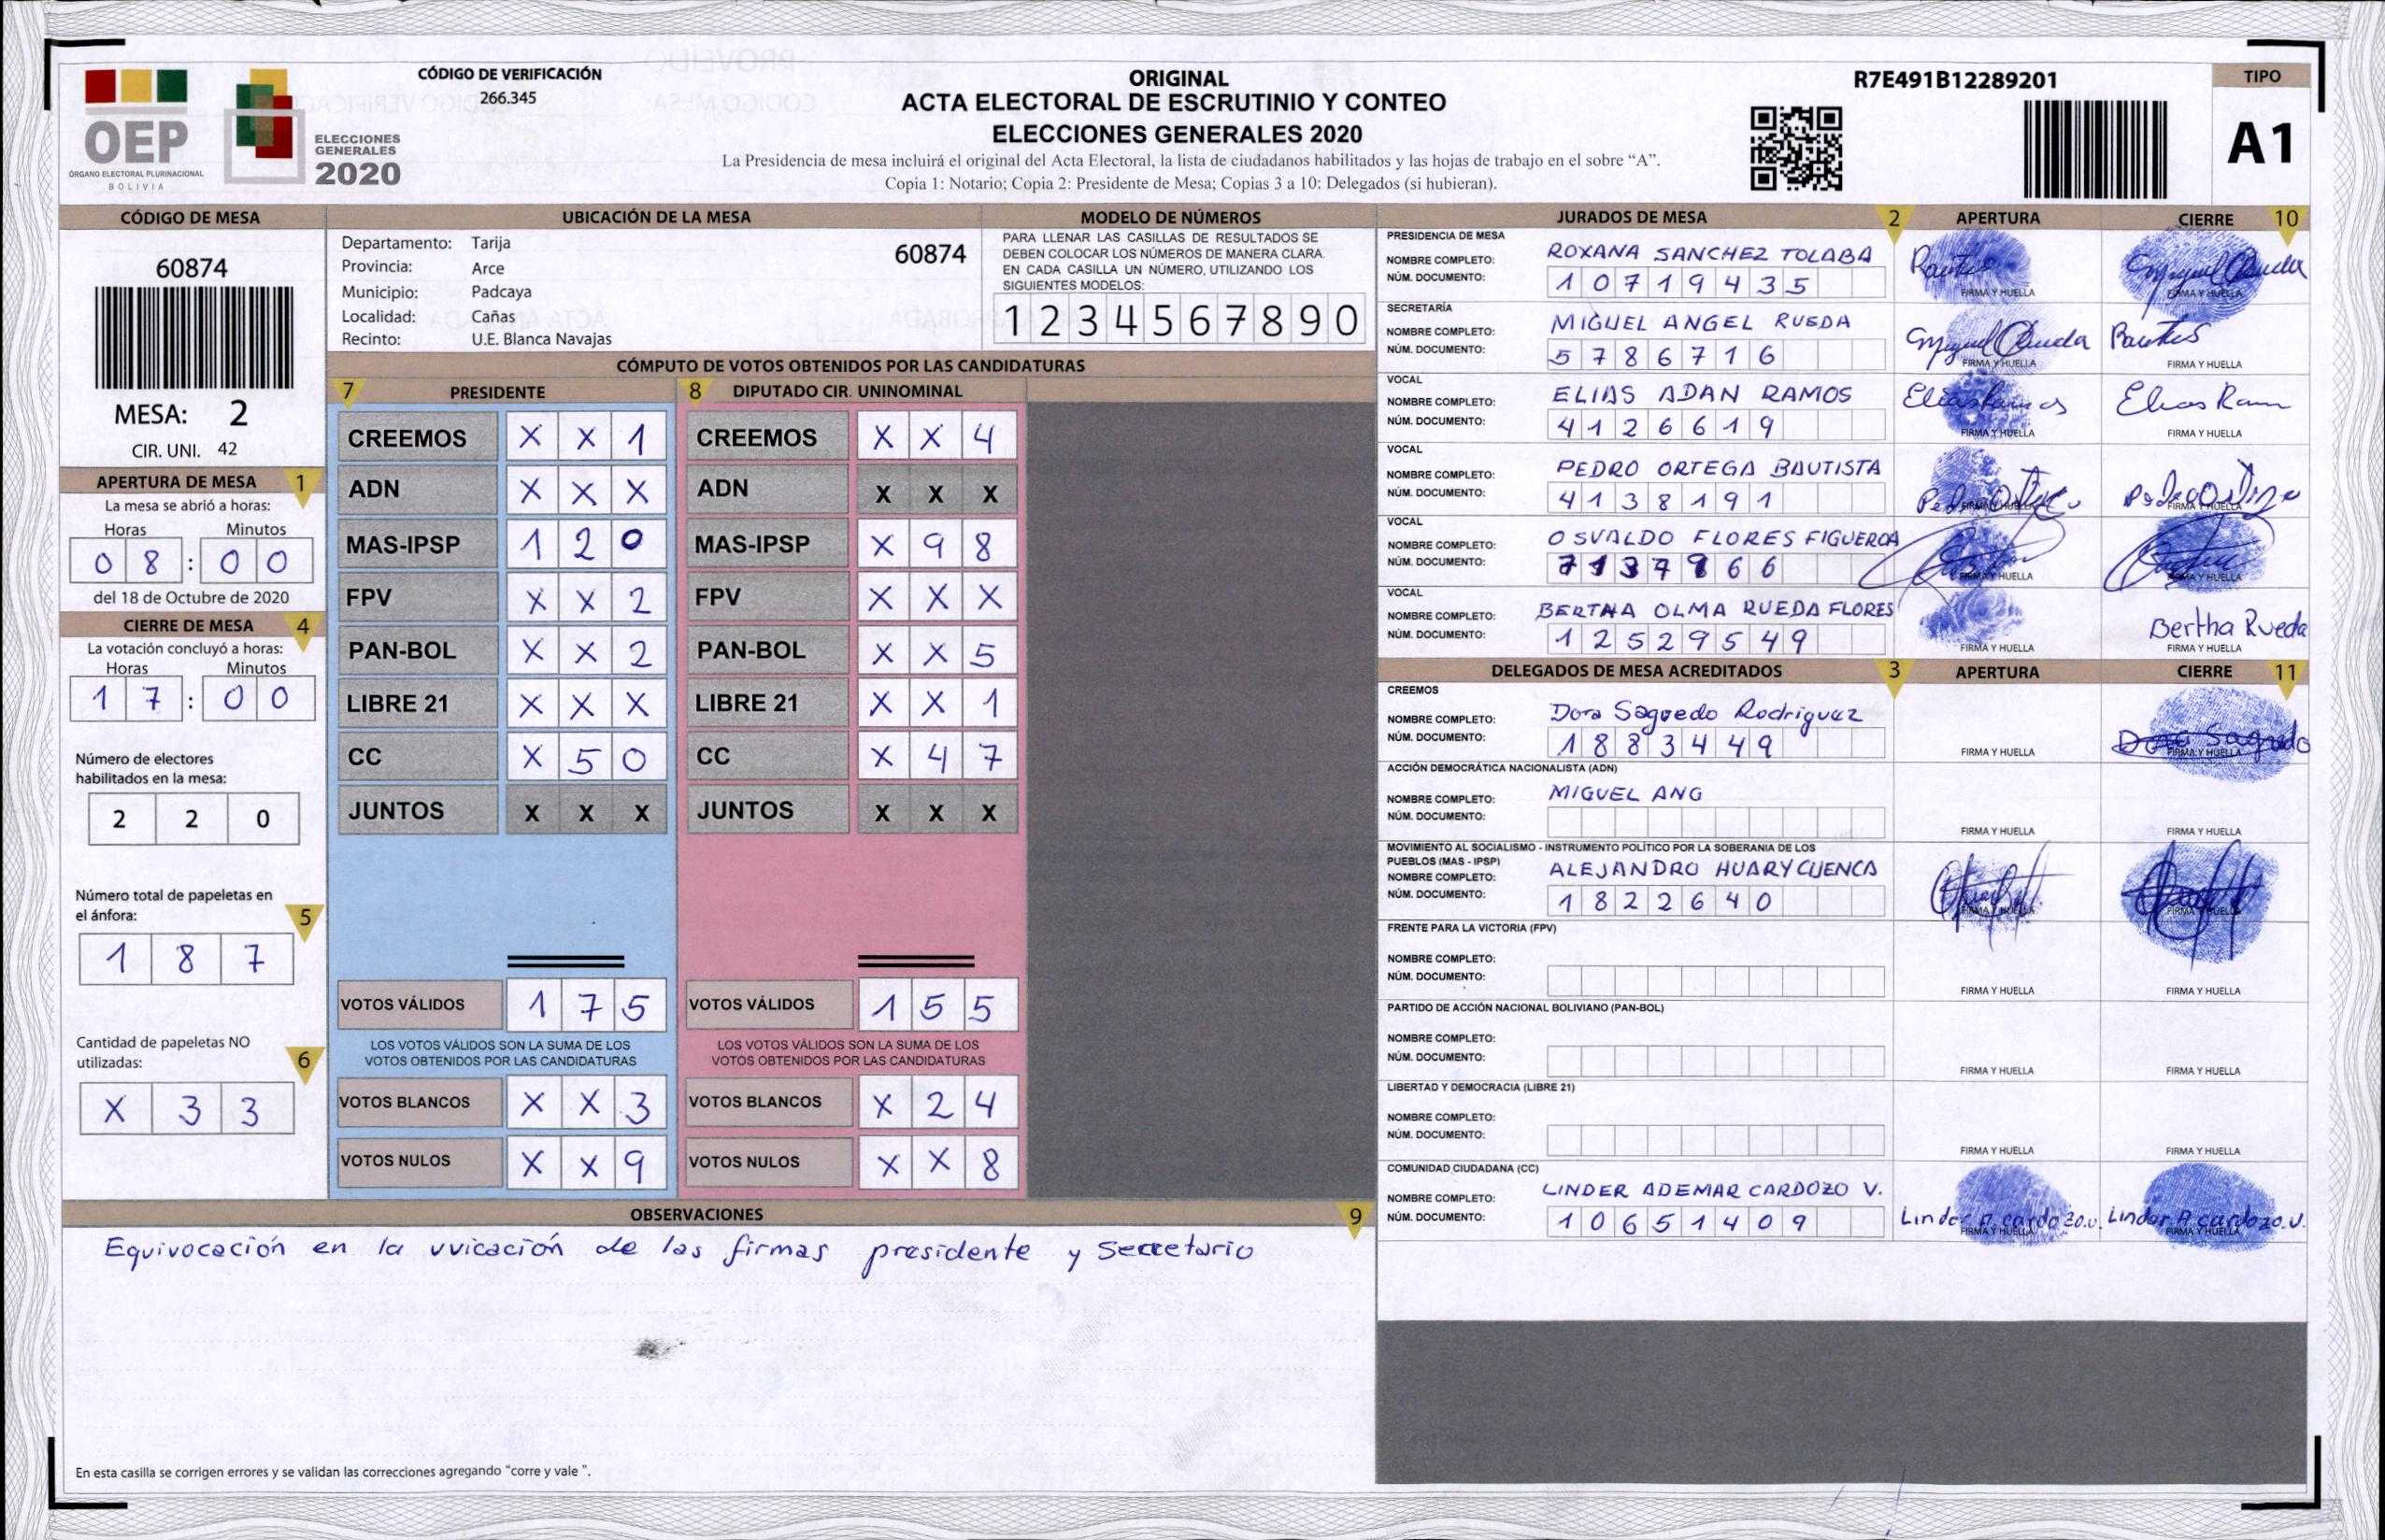 CÓDIGO DE VERIFICACIÓN
266.345
OEP
ÓRGANO ELECTORAL PLURINACIONAL
BOLIVIA
ELECCIONES
GENERALES
2020
ORIGINAL
ACTA ELECTORAL DE ESCRUTINIO Y CONTEO
ELECCIONES GENERALES 2020
La Presidencia de mesa incluirá el original del Acta Electoral, la lista de ciudadanos habilitados y las hojas de trabajo en el sobre “A”.
Copia 1: Notario; Copia 2: Presidente de Mesa; Copias 3 a 10: Delegados (si hubieran).
R7E491B12289201
TIPO
A1
CÓDIGO DE MESA
60874
MESA: 2
CIR. UNI. 42
APERTURA DE MESA 1
La mesa se abrió a horas:
Horas Minutos
0 8 : 0 0
del 18 de Octubre de 2020
CIERRE DE MESA 4
La votación concluyó a horas:
Horas Minutos
1 7 : 0 0
Número de electores
habilitados en la mesa:
2 2 0
Número total de papeletas en
el ánfora: 5
1 8 7
Cantidad de papeletas NO
utilizadas: 6
X 3 3
UBICACIÓN DE LA MESA
Departamento: Tarija 60874
Provincia: Arce
Municipio: Padcaya
Localidad: Cañas
Recinto: U.E. Blanca Navajas
MODELO DE NÚMEROS
PARA LLENAR LAS CASILLAS DE RESULTADOS SE
DEBEN COLOCAR LOS NÚMEROS DE MANERA CLARA.
EN CADA CASILLA UN NÚMERO, UTILIZANDO LOS
SIGUIENTES MODELOS:
1 2 3 4 5 6 7 8 9 0
CÓMPUTO DE VOTOS OBTENIDOS POR LAS CANDIDATURAS
7 PRESIDENTE
CREEMOS X X 1
ADN X X X
MAS-IPSP 1 2 0
FPV X X 2
PAN-BOL X X 2
LIBRE 21 X X X
CC X 5 0
JUNTOS X X X
VOTOS VÁLIDOS 1 7 5
LOS VOTOS VÁLIDOS SON LA SUMA DE LOS
VOTOS OBTENIDOS POR LAS CANDIDATURAS
VOTOS BLANCOS X X 3
VOTOS NULOS X X 9
8 DIPUTADO CIR. UNINOMINAL
CREEMOS X X 4
ADN X X X
MAS-IPSP X 9 8
FPV X X X
PAN-BOL X X 5
LIBRE 21 X X 1
CC X 4 7
JUNTOS X X X
VOTOS VÁLIDOS 1 5 5
LOS VOTOS VÁLIDOS SON LA SUMA DE LOS
VOTOS OBTENIDOS POR LAS CANDIDATURAS
VOTOS BLANCOS X 2 4
VOTOS NULOS X X 8
OBSERVACIONES 9
Equivocación en la vvicación de las firmas presidente y Secretario
En esta casilla se corrigen errores y se validan las correcciones agregando “corre y vale ”.
JURADOS DE MESA 2 APERTURA CIERRE 10
PRESIDENCIA DE MESA
NOMBRE COMPLETO: ROXANA SANCHEZ TOLABA
NÚM. DOCUMENTO: 1 0 7 1 9 4 3 5
FIRMA Y HUELLA FIRMA Y HUELLA
SECRETARÍA
NOMBRE COMPLETO: MIGUEL ANGEL RUEDA
NÚM. DOCUMENTO: 5 7 8 6 7 1 6
FIRMA Y HUELLA FIRMA Y HUELLA
VOCAL
NOMBRE COMPLETO: ELIAS ADAN RAMOS
NÚM. DOCUMENTO: 4 1 2 6 6 1 9
FIRMA Y HUELLA FIRMA Y HUELLA
VOCAL
NOMBRE COMPLETO: PEDRO ORTEGA BAUTISTA
NÚM. DOCUMENTO: 4 1 3 8 1 9 1
FIRMA Y HUELLA FIRMA Y HUELLA
VOCAL
NOMBRE COMPLETO: OSVALDO FLORES FIGUEROA
NÚM. DOCUMENTO:
FIRMA Y HUELLA FIRMA Y HUELLA
VOCAL
NOMBRE COMPLETO: BERTHA OLMA RUEDA FLORES
NÚM. DOCUMENTO: 1 2 5 2 9 5 4 9
Bertha Rueda
FIRMA Y HUELLA FIRMA Y HUELLA
DELEGADOS DE MESA ACREDITADOS 3 APERTURA CIERRE 11
CREEMOS
NOMBRE COMPLETO: Dora Sagredo Rodriguez
NÚM. DOCUMENTO: 1 8 8 3 4 4 9
FIRMA Y HUELLA Dora Sagredo FIRMA Y HUELLA
ACCIÓN DEMOCRÁTICA NACIONALISTA (ADN)
NOMBRE COMPLETO: MIGUEL ANG
NÚM. DOCUMENTO:
FIRMA Y HUELLA FIRMA Y HUELLA
MOVIMIENTO AL SOCIALISMO - INSTRUMENTO POLÍTICO POR LA SOBERANIA DE LOS
PUEBLOS (MAS - IPSP)
NOMBRE COMPLETO: ALEJANDRO HUARY CUENCA
NÚM. DOCUMENTO: 1 8 2 2 6 4 0
FIRMA Y HUELLA FIRMA Y HUELLA
FRENTE PARA LA VICTORIA (FPV)
NOMBRE COMPLETO:
NÚM. DOCUMENTO:
FIRMA Y HUELLA FIRMA Y HUELLA
PARTIDO DE ACCIÓN NACIONAL BOLIVIANO (PAN-BOL)
NOMBRE COMPLETO:
NÚM. DOCUMENTO:
FIRMA Y HUELLA FIRMA Y HUELLA
LIBERTAD Y DEMOCRACIA (LIBRE 21)
NOMBRE COMPLETO:
NÚM. DOCUMENTO:
FIRMA Y HUELLA FIRMA Y HUELLA
COMUNIDAD CIUDADANA (CC)
NOMBRE COMPLETO: LINDER ADEMAR CARDOZO V.
NÚM. DOCUMENTO: 1 0 6 5 1 4 0 9
Linder A cardozo.v. Linder A cardozo.v.
FIRMA Y HUELLA FIRMA Y HUELLA